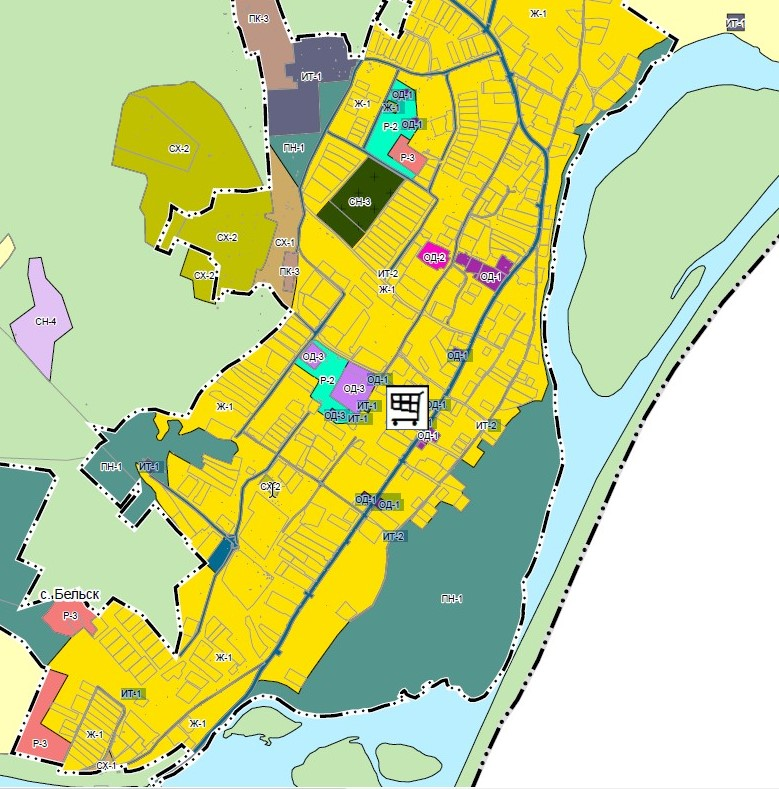 ПК-3
Ж-1
ИТ-1
ИТ-1
ОД-1
Ж-1
Ж-1
ОД-1
Р-2
СХ-2
ПН-1
Р-3
СН-3
СХ-2
СХ-1
ОД-2
СХ-2
ПК-3
ИТ-2
ОД-1
Ж-1
СН-4
ОД-3
ОД-1
Р-2
ОД-1
ОД-3
Ж-1
ИТ-1
ОД-1
ОД-3
ИТ-1
ИТ-2
ОД-1
ПН-1
ИТ-1
СХ-2
ОД-1
ОД-1
ИТ-2
с. Бельск
ПН-1
Р-3
Ж-1
ИТ-1
Ж-1
Ж-1
Р-3
СХ-1